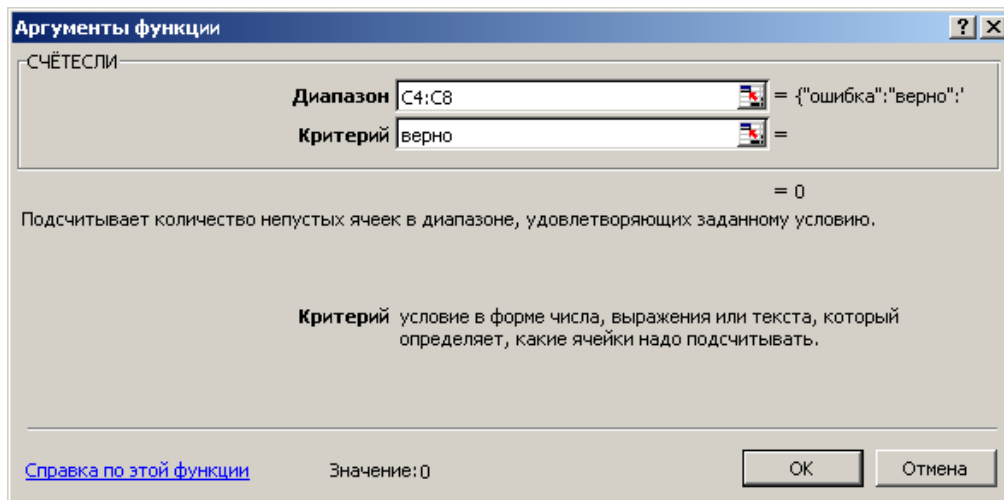 Аргументы функции
СЧЁТЕСЛИ
Диапазон C4:C8 = {"ошибка":"верно":'
Критерий верно =
= 0
Подсчитывает количество непустых ячеек в диапазоне, удовлетворяющих заданному условию.
Критерий условие в форме числа, выражения или текста, который
определяет, какие ячейки надо подсчитывать.
Справка по этой функции Значение:0 ОК Отмена